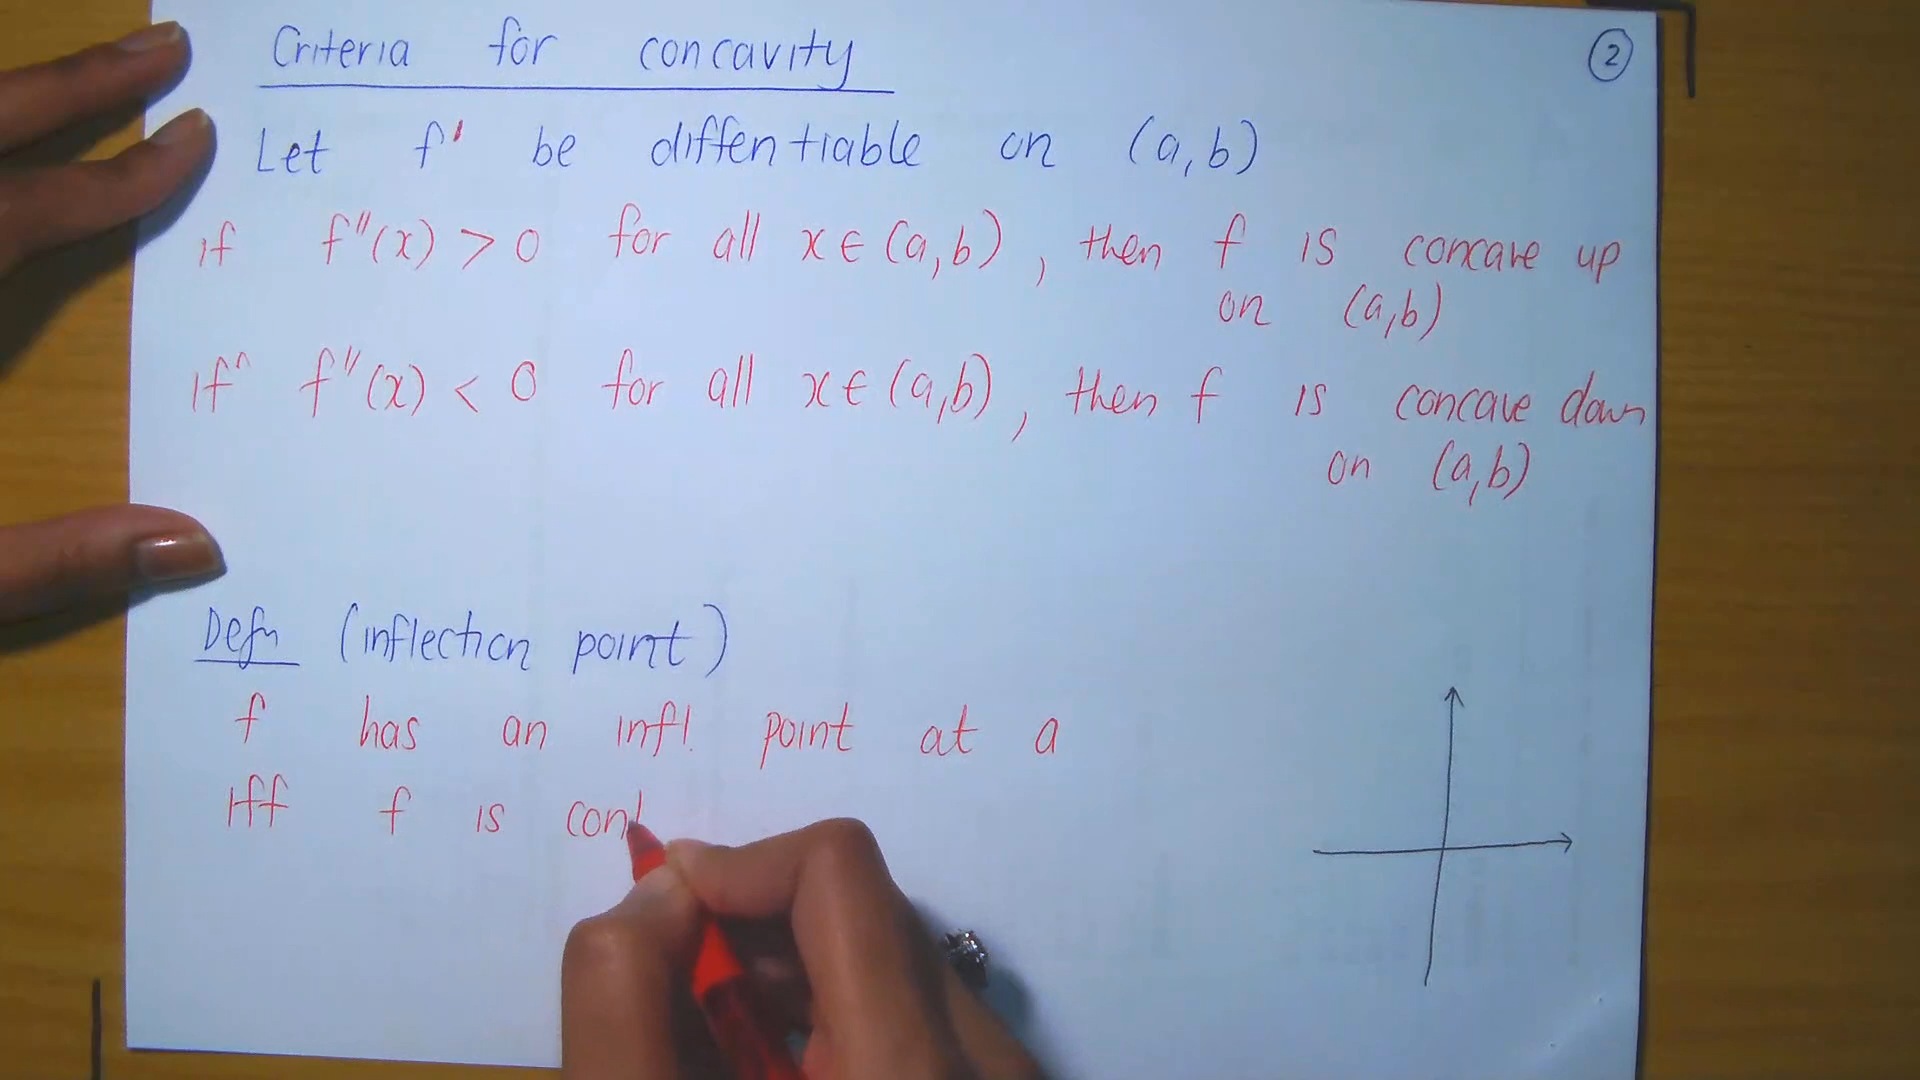 Criteria for concavity
2
Let f' be diffentiable on (a,b)
if f''(x) > 0 for all x ∈ (a,b), then f is concave up
on (a,b)
If f''(x) < 0 for all x ∈ (a,b), then f is concave down
on (a,b)
Defn (inflection point)
f has an infl. point at a
iff f is cont